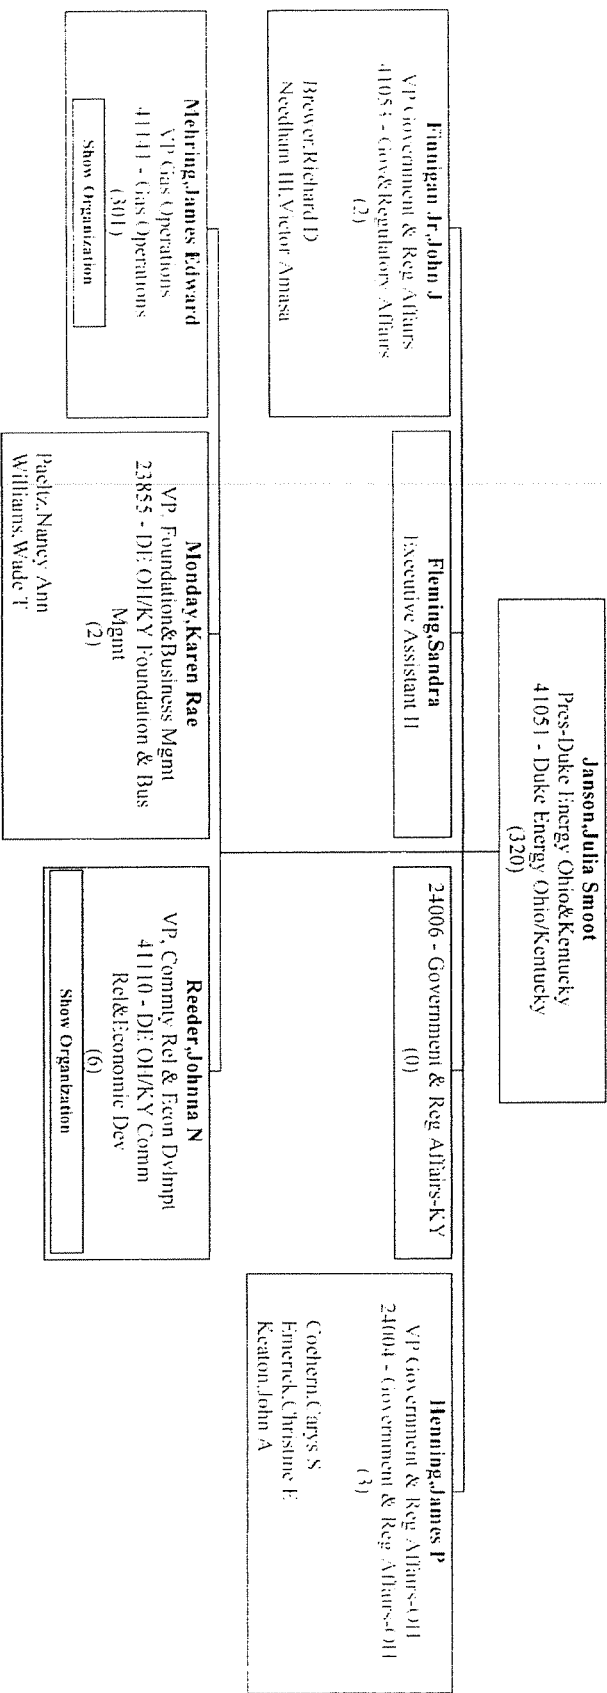 Janson,Julia Smoot
Pres-Duke Energy Ohio&Kentucky
41051 - Duke Energy Ohio/Kentucky
(320)
Finnigan Jr,John J
VP Government & Reg Affairs
41053 - Gov&Regulatory Affairs
(2)
Brewer,Richard D
Needham III,Victor Amasa
Fleming,Sandra
Executive Assistant II
24006 - Government & Reg Affairs-KY
(0)
Henning,James P
VP Government & Reg Affairs-OH
24004 - Government & Reg Affairs-OH
(3)
Cochern,Carys S
Emerick,Christine E
Keaton,John A
Mehring,James Edward
VP Gas Operations
41141 - Gas Operations
(301)
Show Organization
Monday,Karen Rae
VP, Foundation&Business Mgmt
23855 - DE OH/KY Foundation & Bus
Mgmt
(2)
Paeltz,Nancy Ann
Williams,Wade T
Reeder,Johnna N
VP, Commty Rel & Econ Dvlmpt
41110 - DE OH/KY Comm
Rel&Economic Dev
(6)
Show Organization